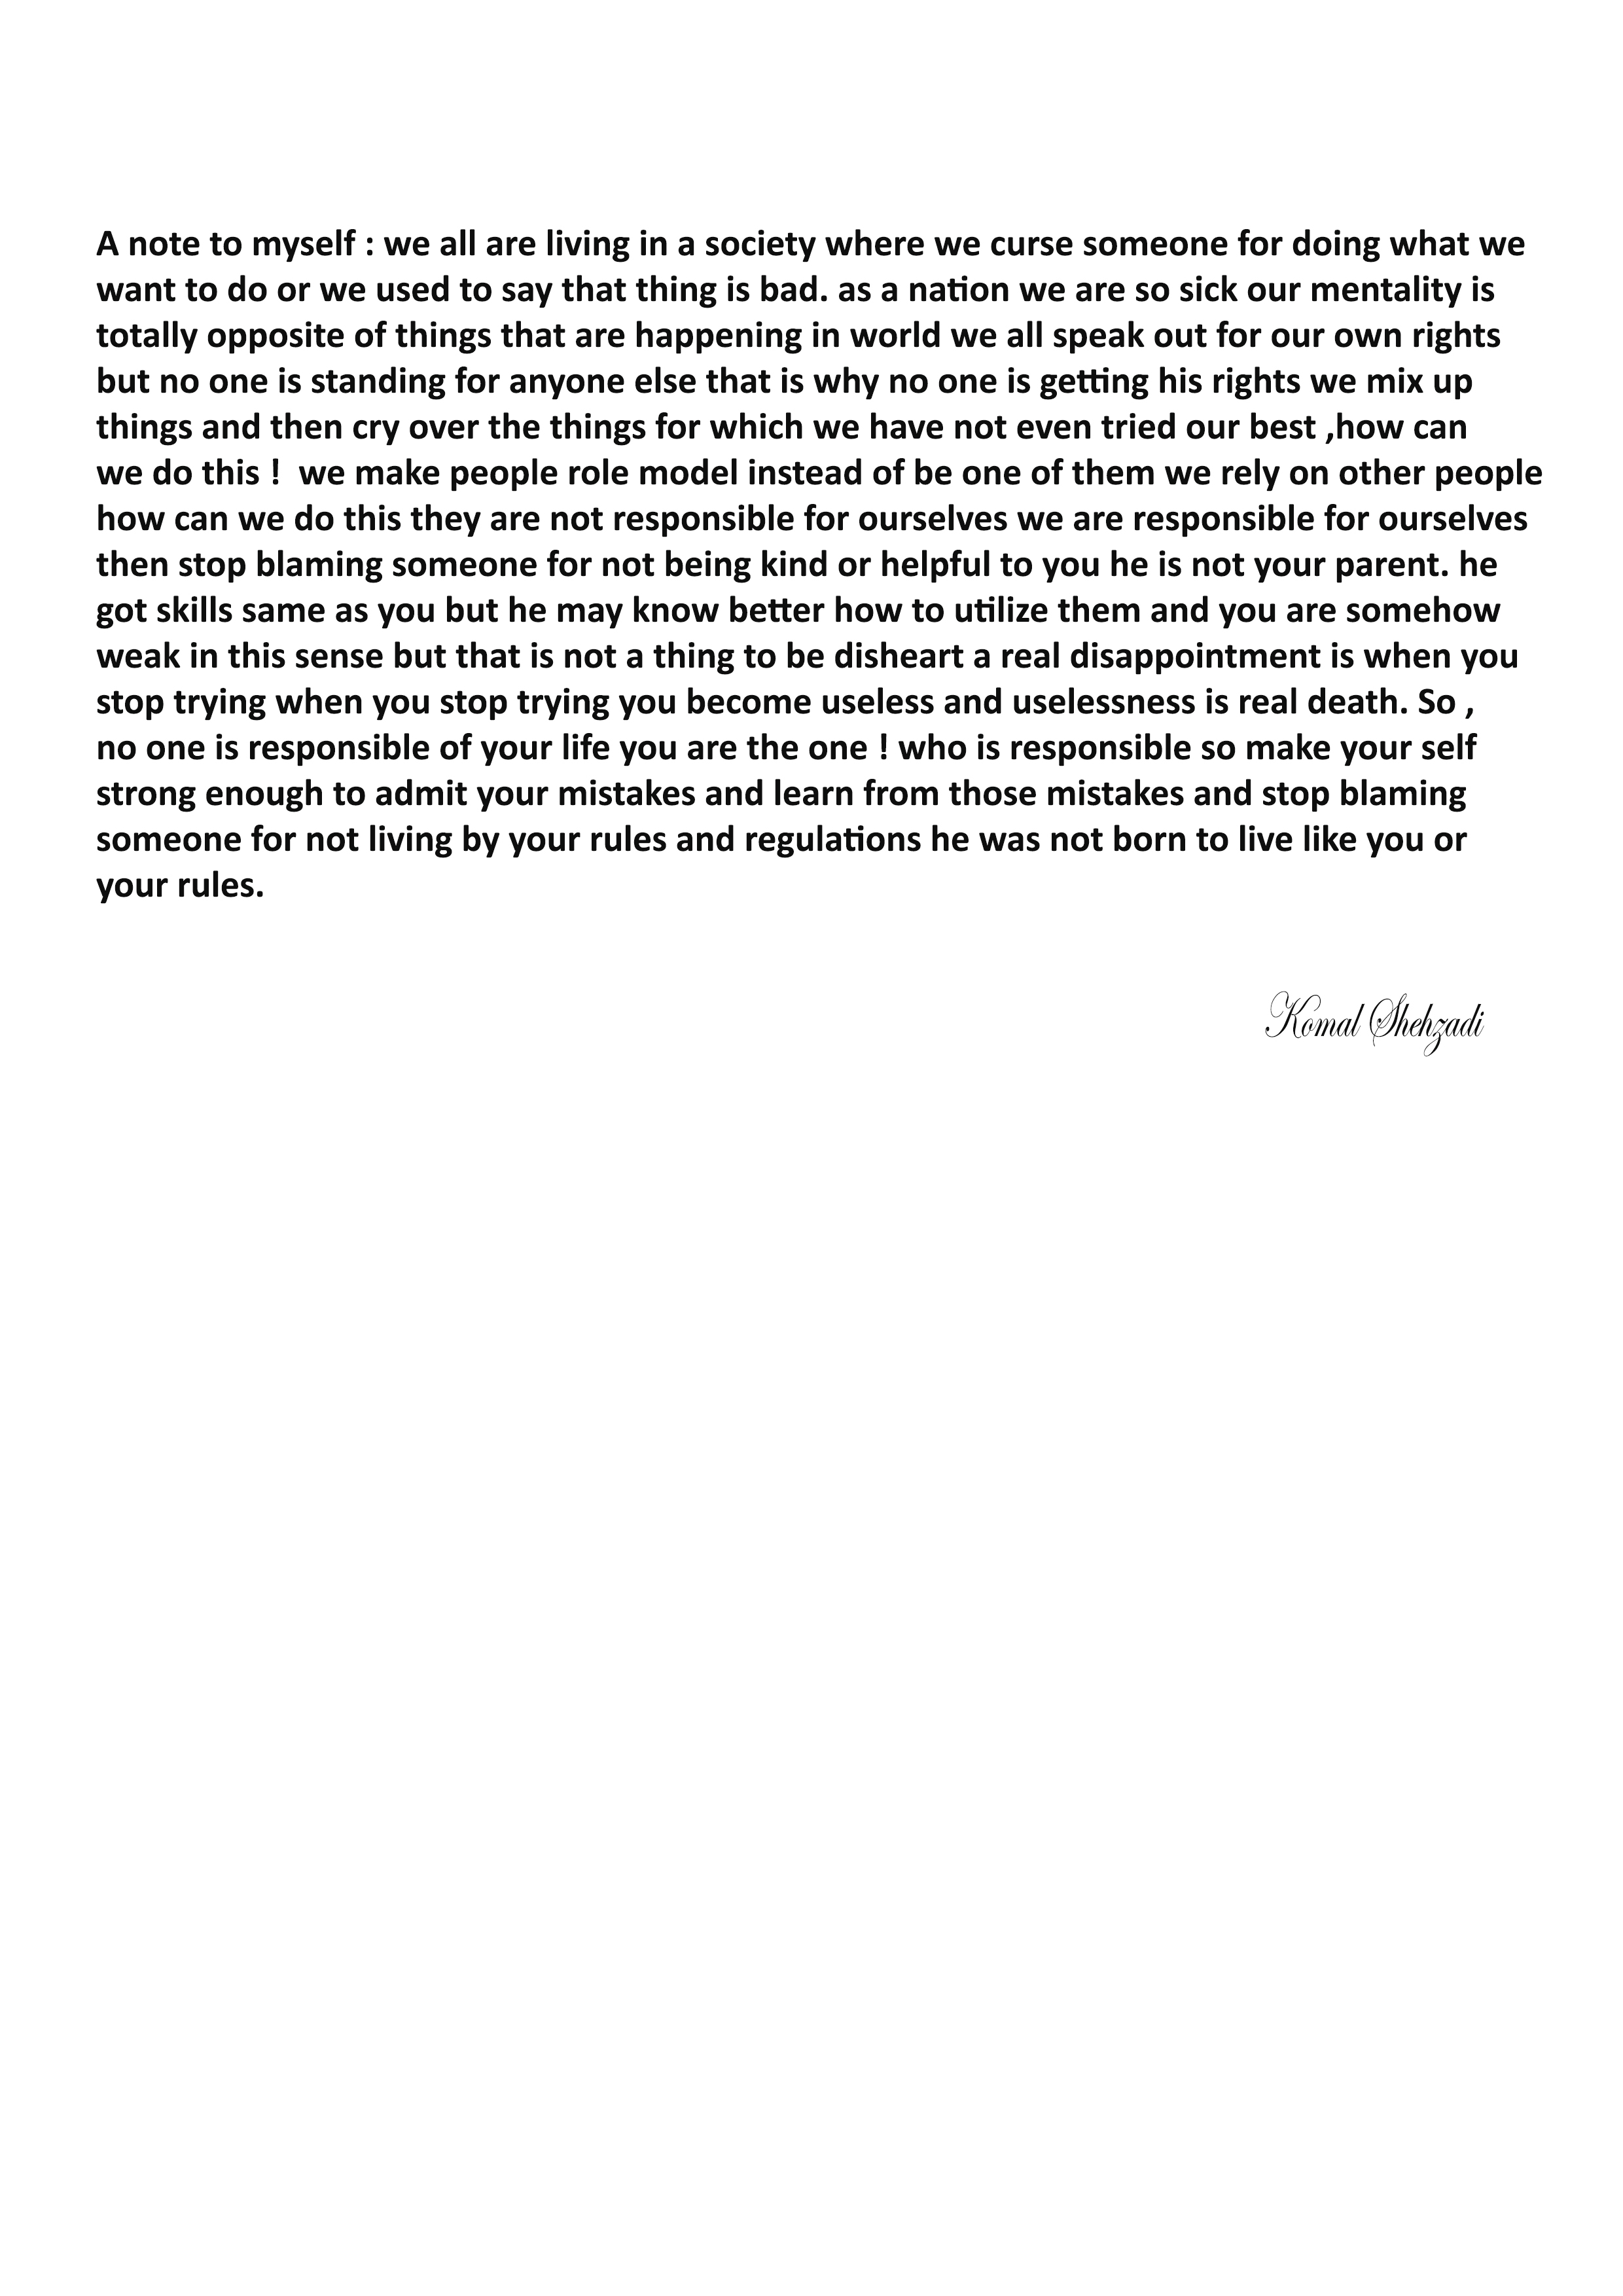 A note to myself : we all are living in a society where we curse someone for doing what we
want to do or we used to say that thing is bad. as a nation we are so sick our mentality is
totally opposite of things that are happening in world we all speak out for our own rights
but no one is standing for anyone else that is why no one is getting his rights we mix up
things and then cry over the things for which we have not even tried our best ,how can
we do this !  we make people role model instead of be one of them we rely on other people
how can we do this they are not responsible for ourselves we are responsible for ourselves
then stop blaming someone for not being kind or helpful to you he is not your parent. he
got skills same as you but he may know better how to utilize them and you are somehow
weak in this sense but that is not a thing to be disheart a real disappointment is when you
stop trying when you stop trying you become useless and uselessness is real death. So ,
no one is responsible of your life you are the one ! who is responsible so make your self
strong enough to admit your mistakes and learn from those mistakes and stop blaming
someone for not living by your rules and regulations he was not born to live like you or
your rules.
Komal Shehzadi